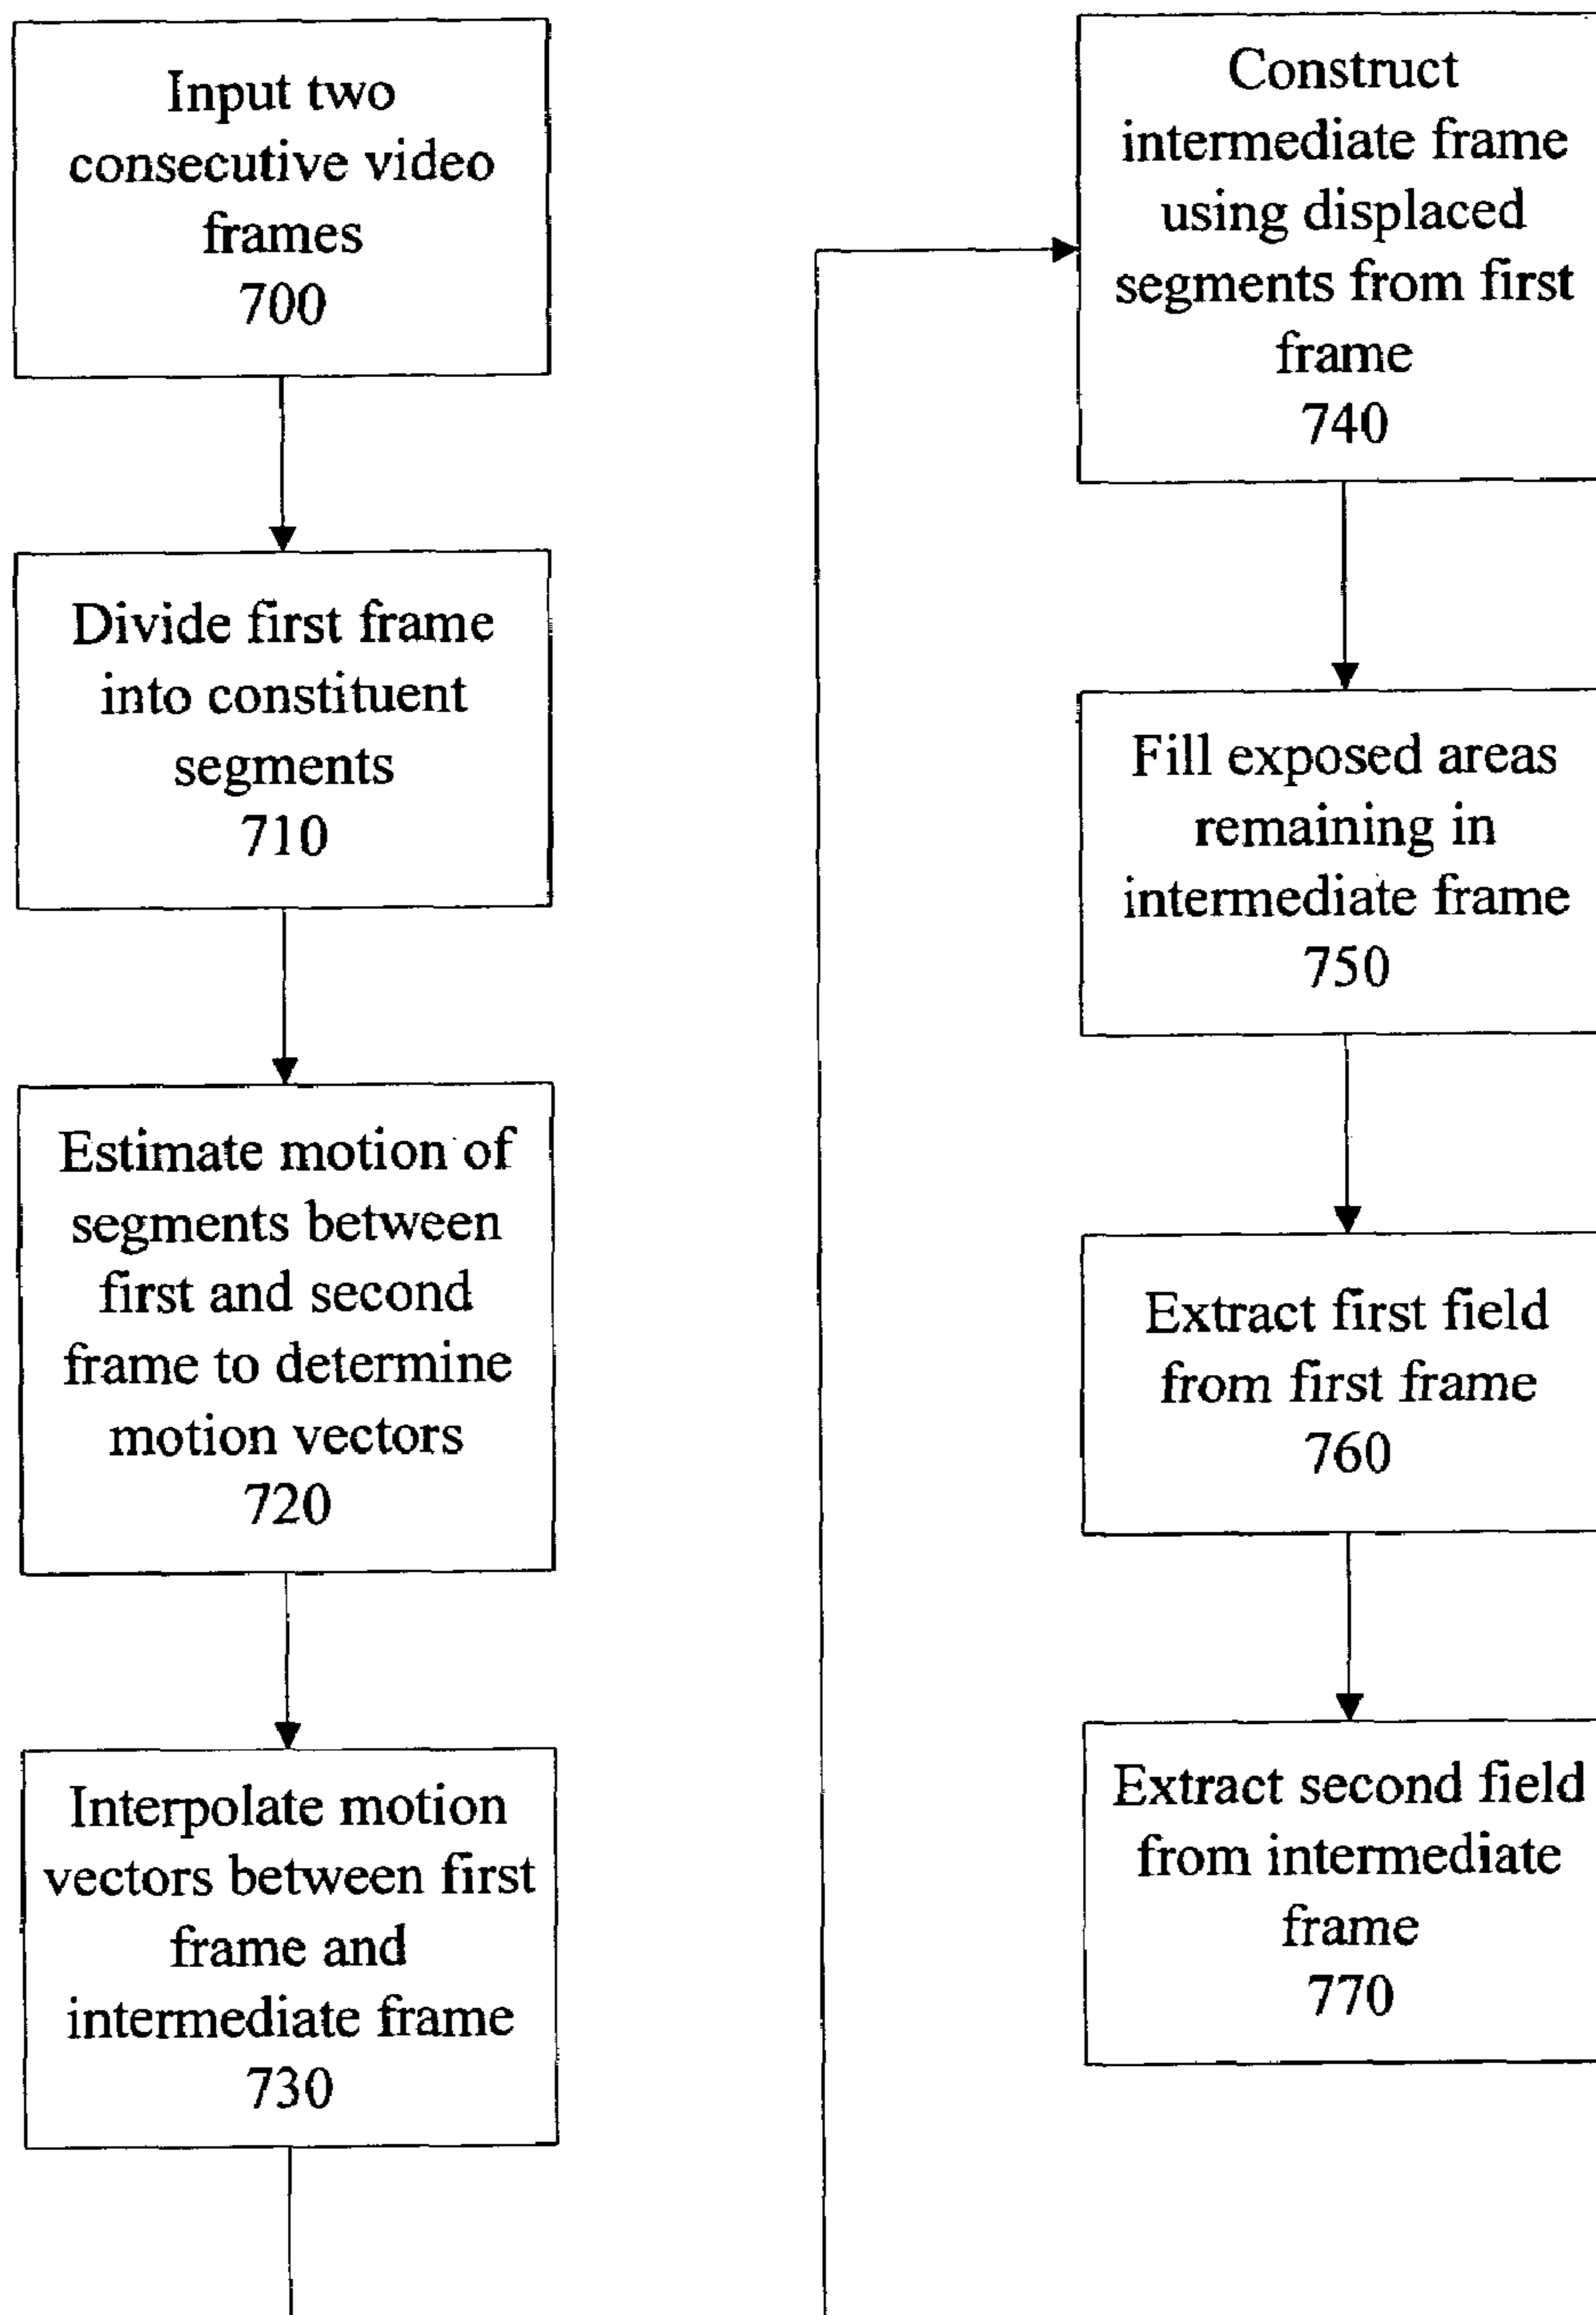 Input two
consecutive video
frames
700
Divide first frame
into constituent
segments
710
Estimate motion of
segments between
first and second
frame to determine
motion vectors
720
Interpolate motion
vectors between first
frame and
intermediate frame
730
Construct
intermediate frame
using displaced
segments from first
frame
740
Fill exposed areas
remaining in
intermediate frame
750
Extract first field
from first frame
760
Extract second field
from intermediate
frame
770